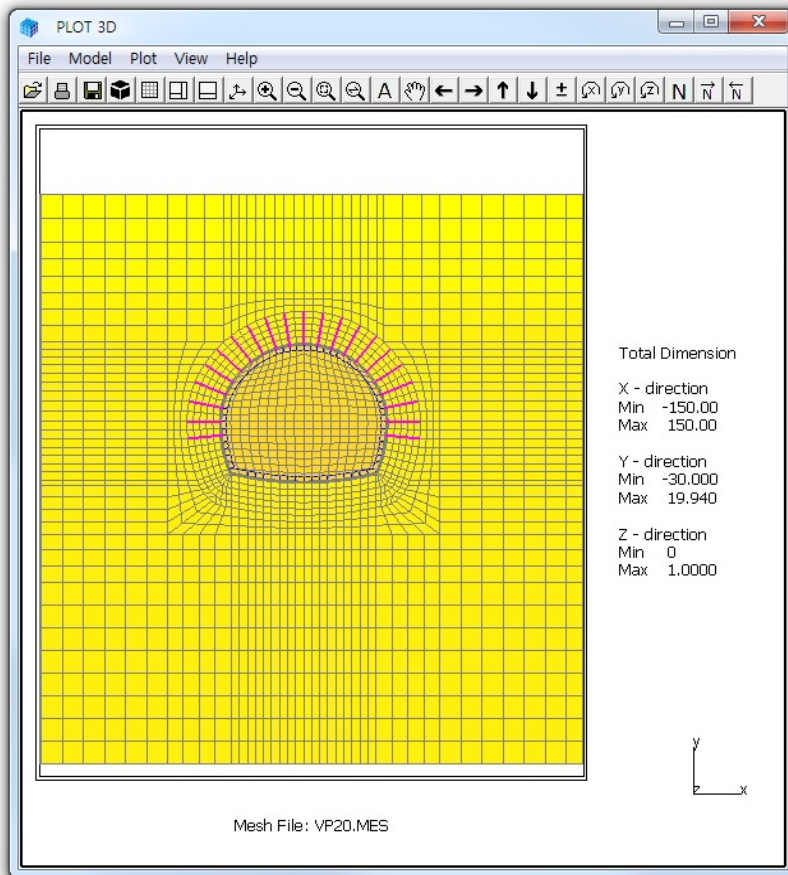 PLOT 3D
File Model Plot View Help
A ± x y z N N N
Total Dimension
X - direction
Min -150.00
Max 150.00
Y - direction
Min -30.000
Max 19.940
Z - direction
Min 0
Max 1.0000
y
z x
Mesh File: VP20.MES